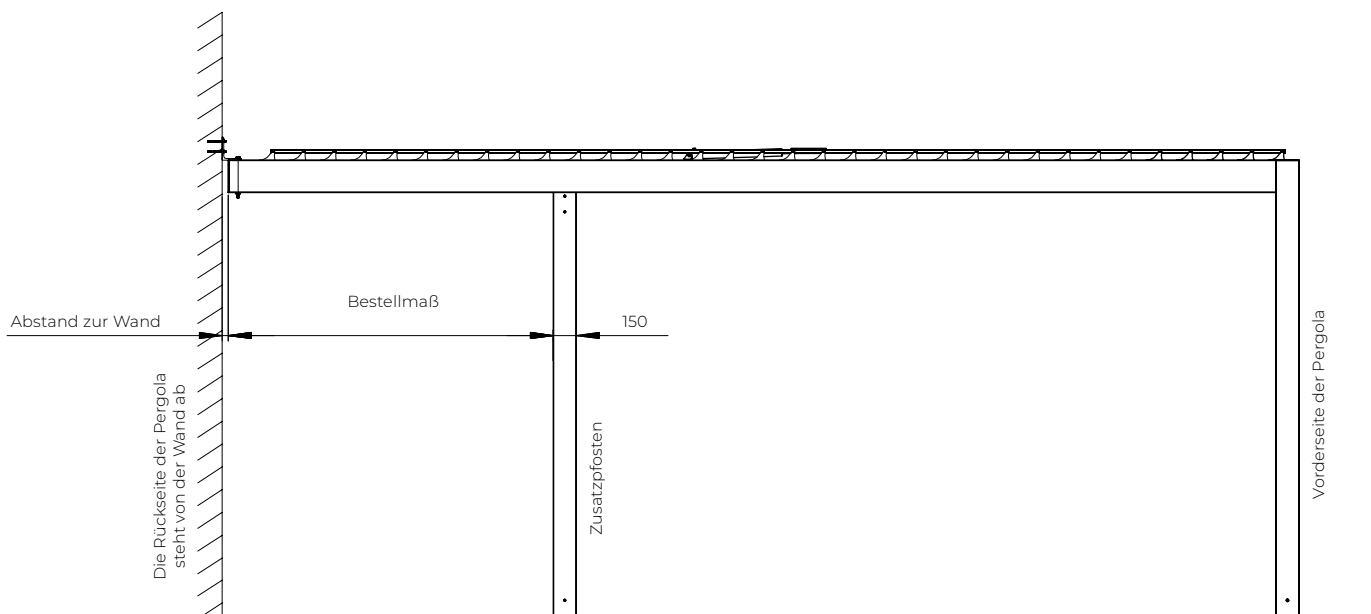 Bestellmaß
Abstand zur Wand
150
Die Rückseite der Pergola
steht von der Wand ab
Zusatzpfosten
Vorderseite der Pergola